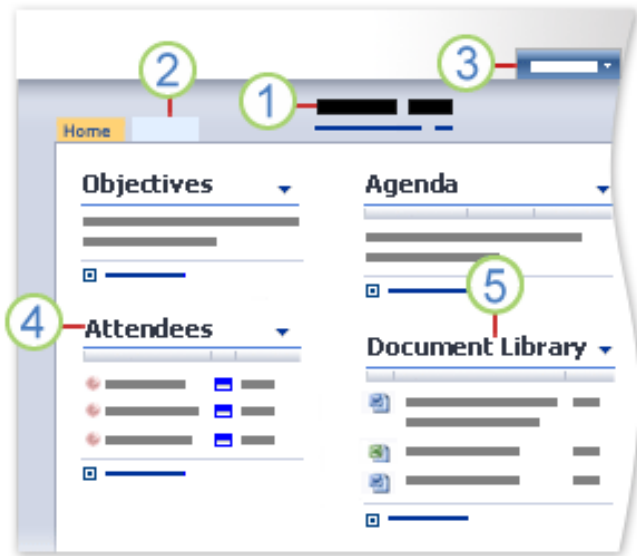 2
3
1
Home
Objectives
Agenda
5
4
Attendees
Document Library